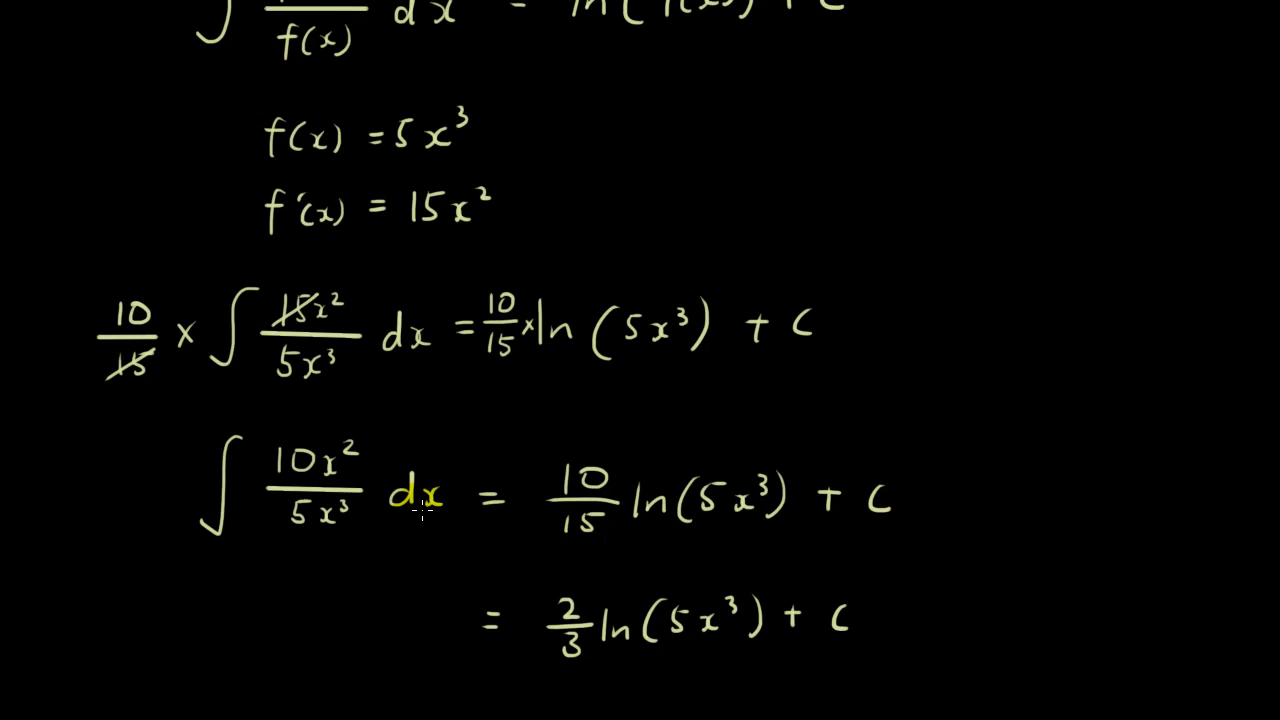 ∫ ―/f(x) dx = ln(f(x)) + C
f(x) = 5x³
f'(x) = 15x²
10/15 × ∫ 15x²/5x³ dx = 10/15 × ln(5x³) + C
∫ 10x²/5x³ dx = 10/15 ln(5x³) + C
= 2/3 ln(5x³) + C